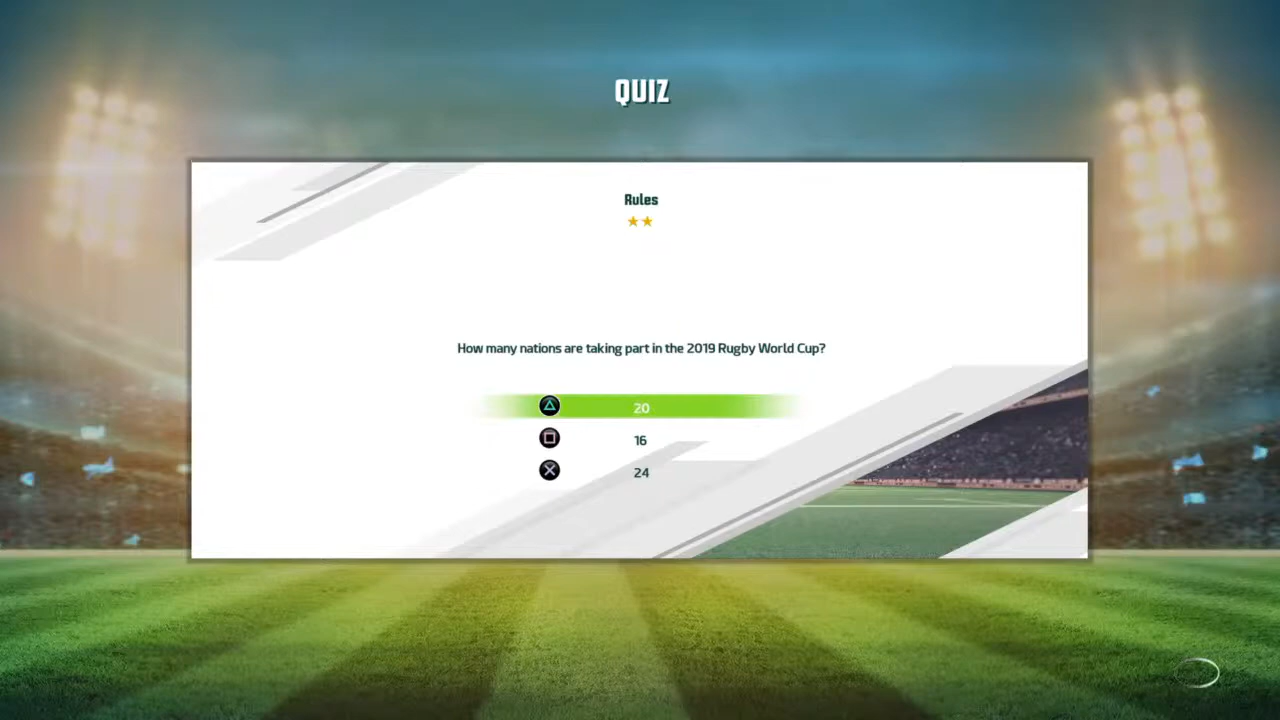 QUIZ
Rules
How many nations are taking part in the 2019 Rugby World Cup?
20
16
24